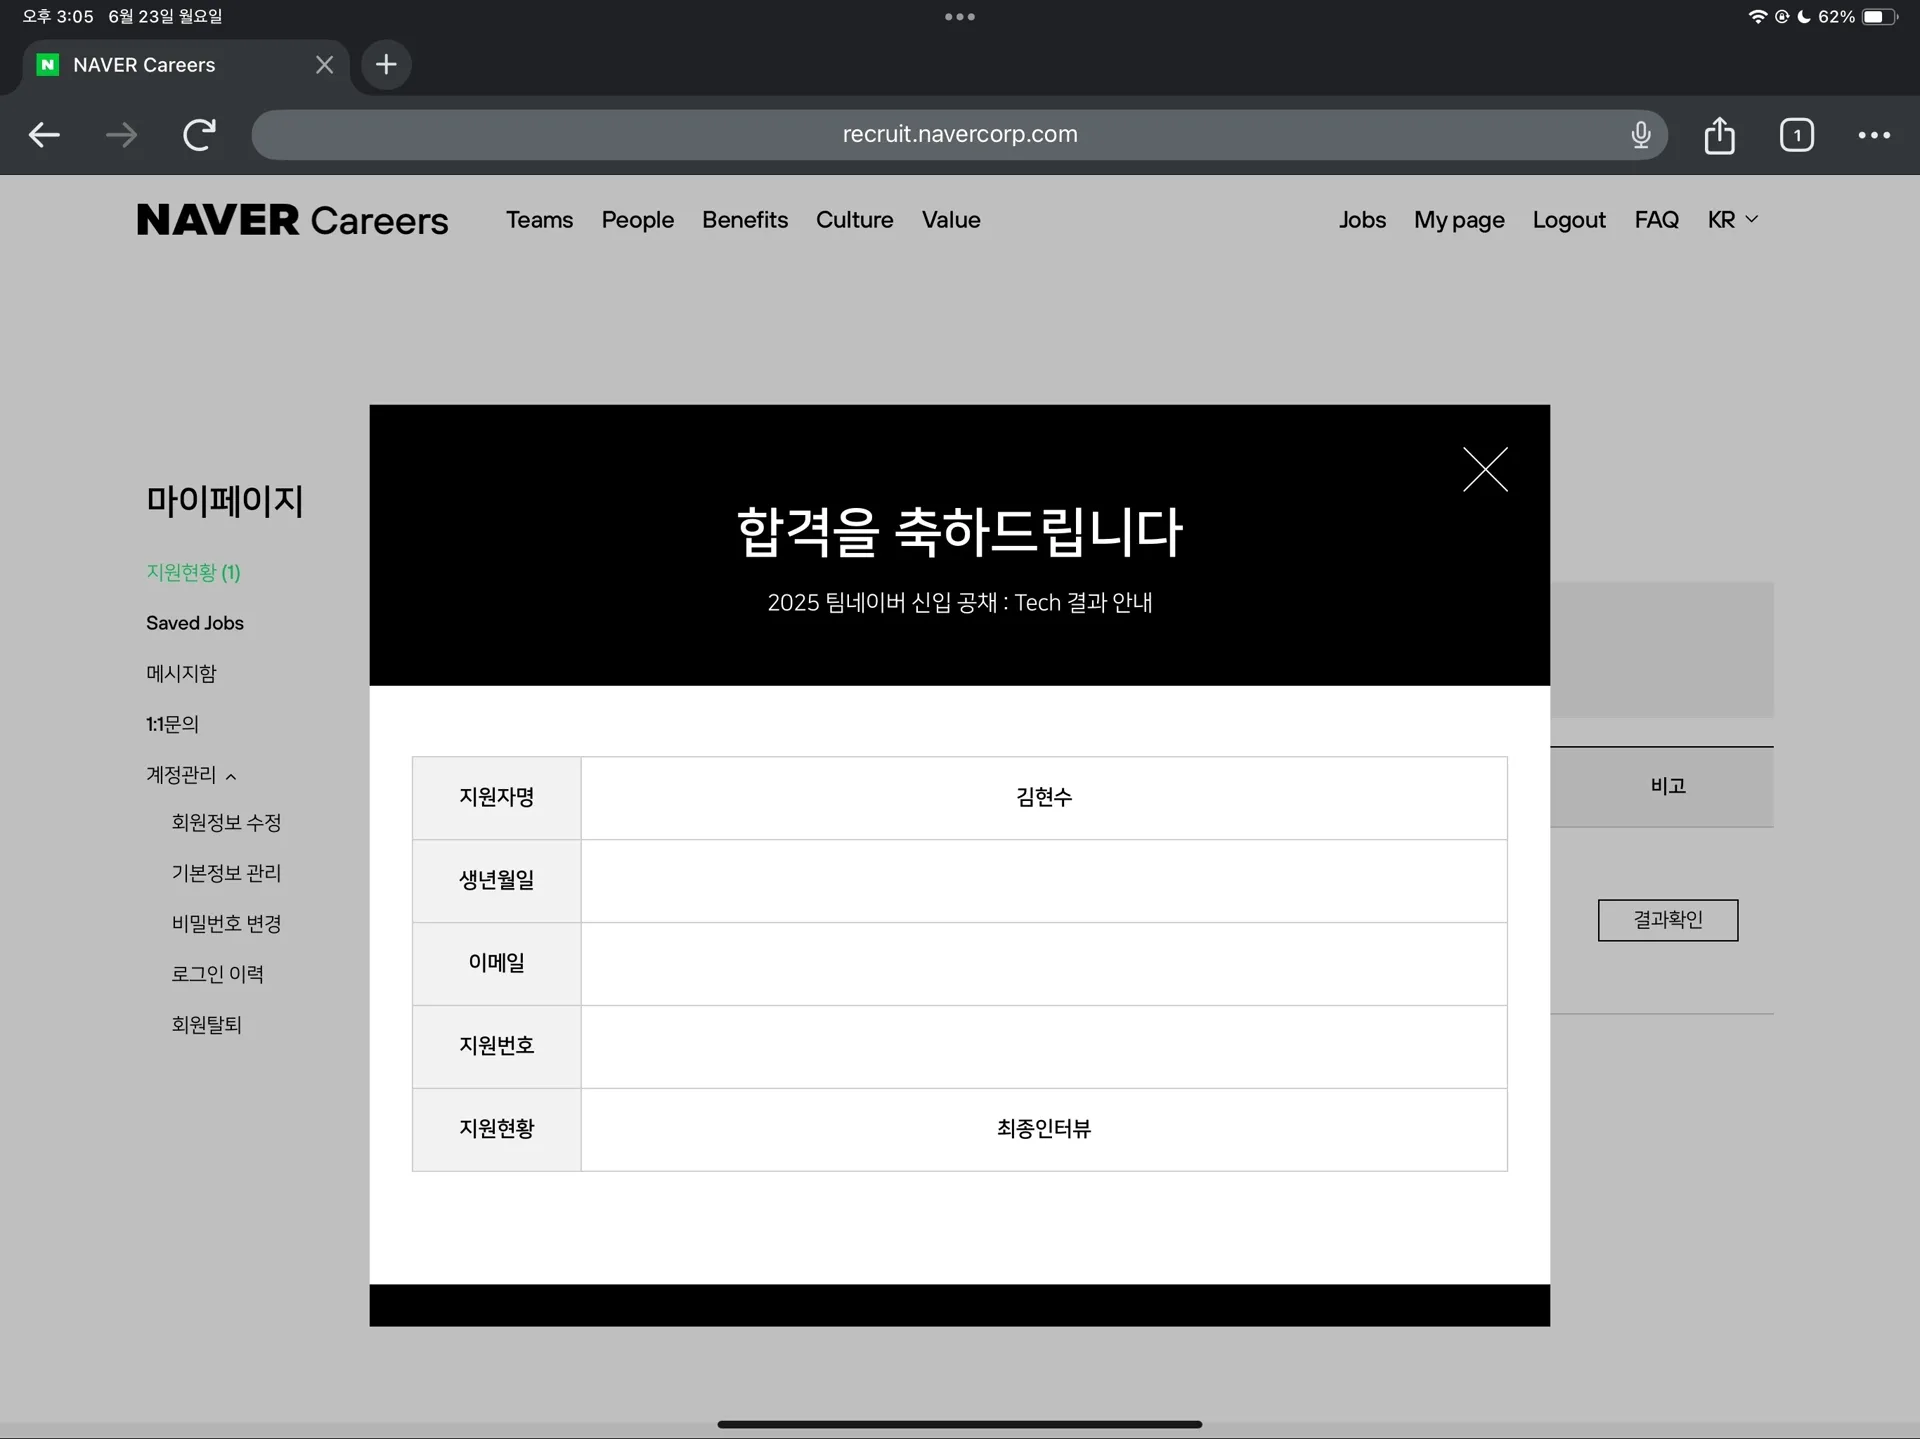 오후 3:05 6월 23일 월요일
62%
NAVER Careers
recruit.navercorp.com
1
NAVER Careers Teams People Benefits Culture Value Jobs My page Logout FAQ KR
마이페이지
지원현황 (1)
Saved Jobs
메시지함
1:1문의
계정관리
회원정보 수정
기본정보 관리
비밀번호 변경
로그인 이력
회원탈퇴
합격을 축하드립니다
2025 팀네이버 신입 공채 : Tech 결과 안내
지원자명 김현수
생년월일
이메일
지원번호
지원현황 최종인터뷰
비고
결과확인